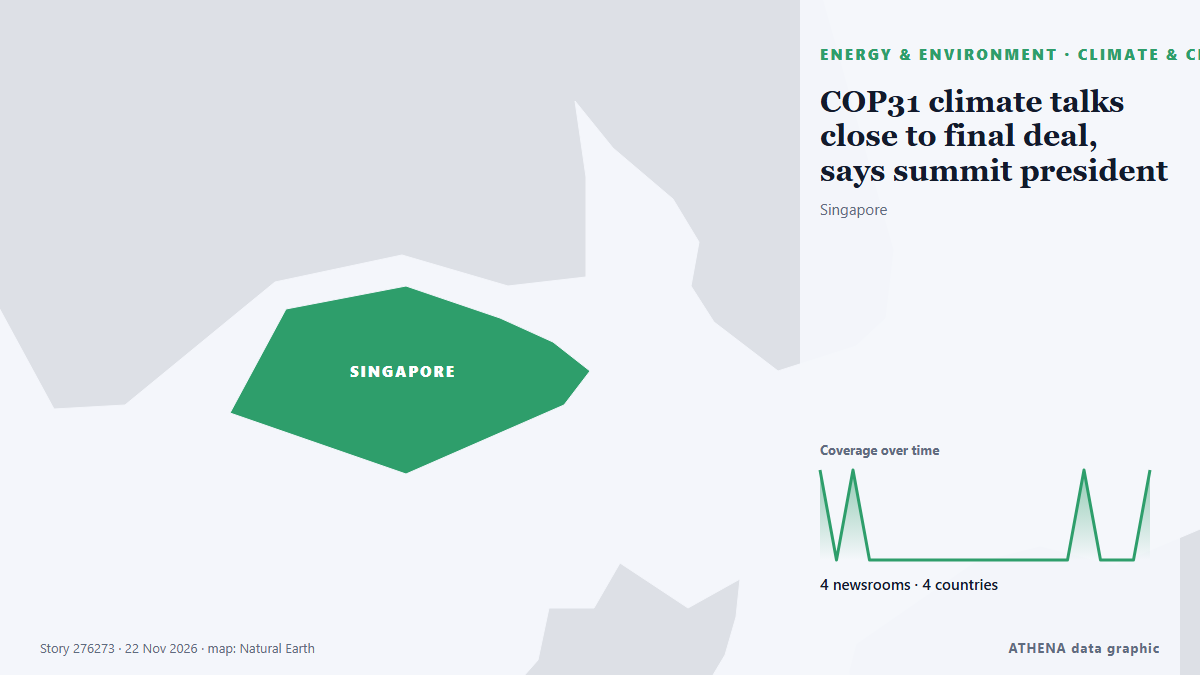 ENERGY & ENVIRONMENT · CLIMATE &
COP31 climate talks
close to final deal,
says summit president
Singapore
SINGAPORE
Coverage over time
4 newsrooms · 4 countries
Story 276273 · 22 Nov 2026 · map: Natural Earth
ATHENA data graphic